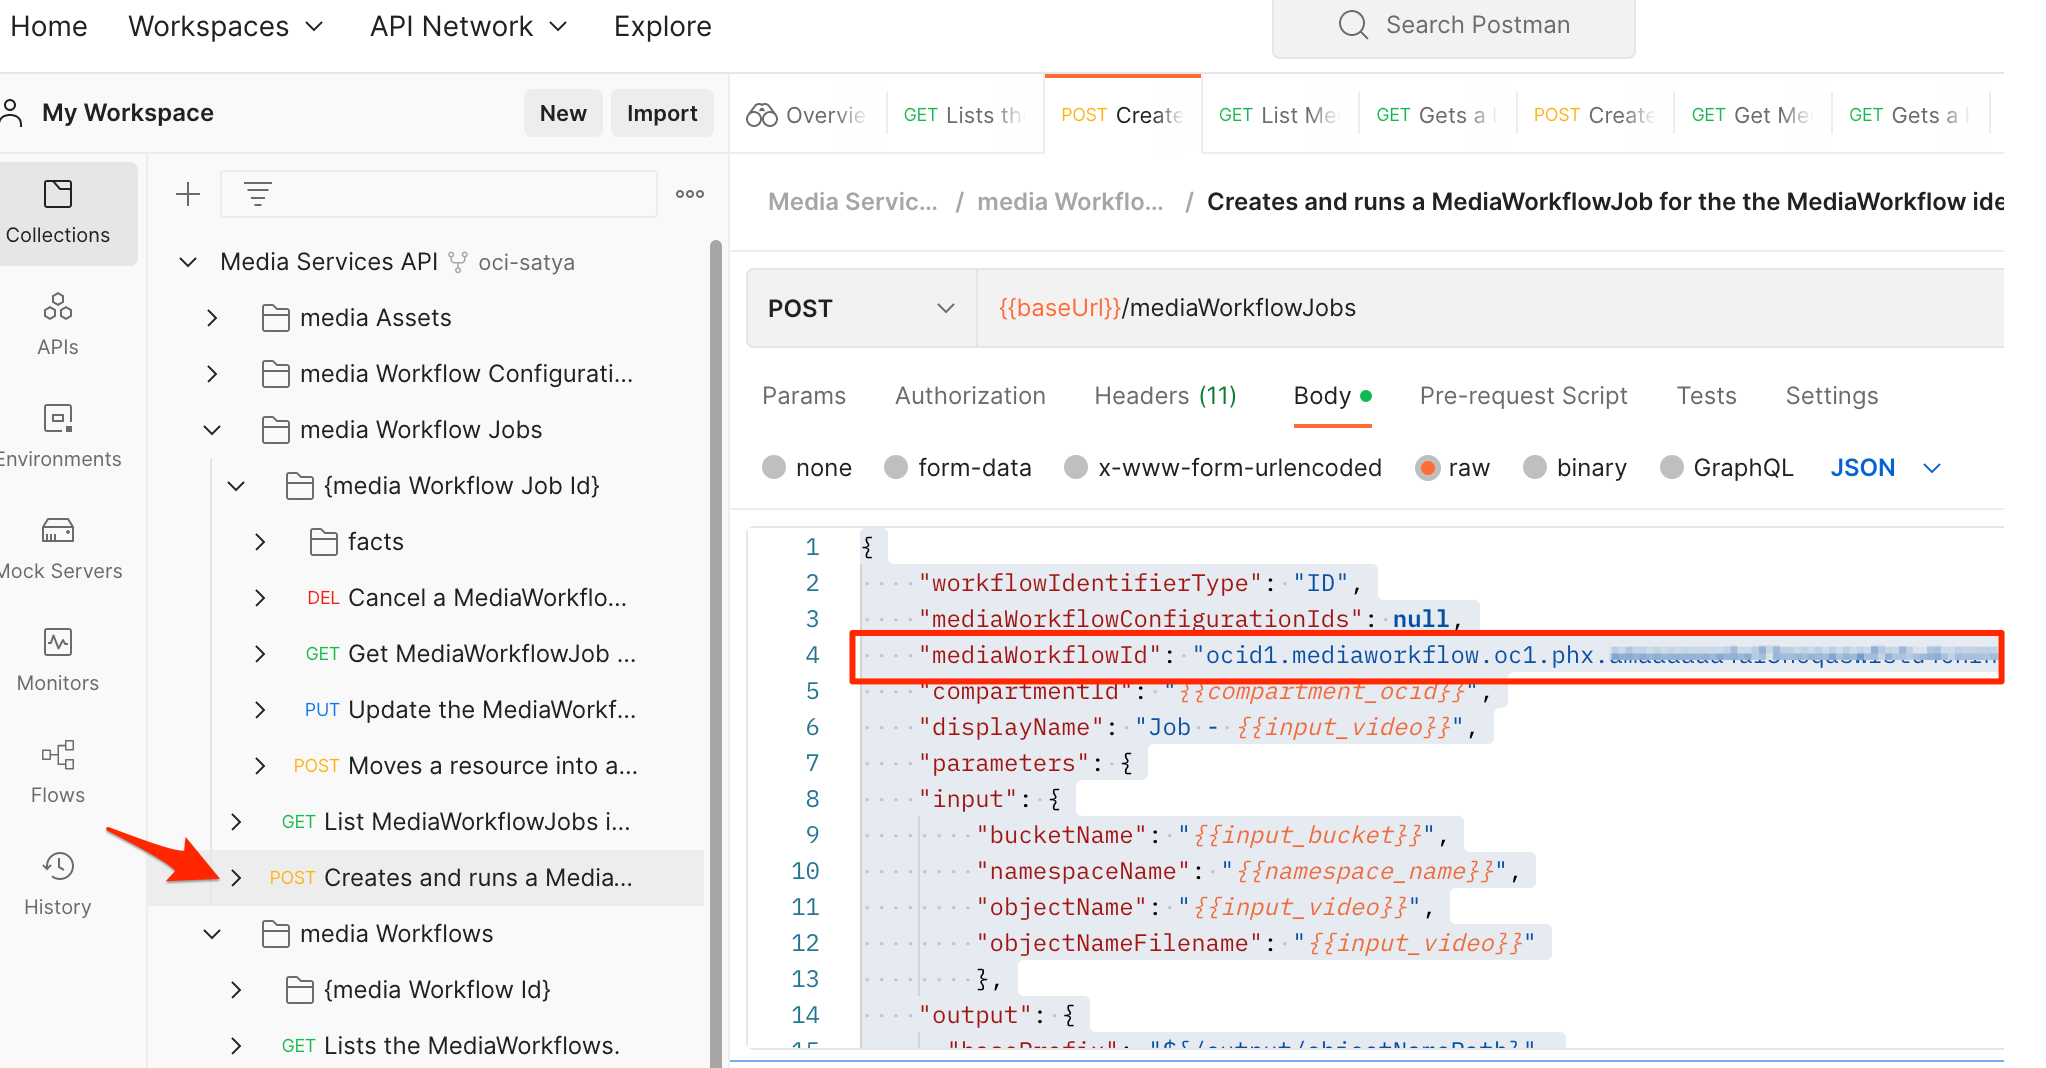 Home Workspaces API Network Explore Search Postman
My Workspace New Import
Overvie GET Lists th POST Create GET List Me GET Gets a POST Create GET Get Me GET Gets a
Collections
APIs
Environments
Mock Servers
Monitors
Flows
History
Media Services API oci-satya
media Assets
media Workflow Configurati...
media Workflow Jobs
{media Workflow Job Id}
facts
DEL Cancel a MediaWorkflo...
GET Get MediaWorkflowJob ...
PUT Update the MediaWorkf...
POST Moves a resource into a...
GET List MediaWorkflowJobs i...
POST Creates and runs a Media...
media Workflows
{media Workflow Id}
GET Lists the MediaWorkflows.
Media Servic... / media Workflo... / Creates and runs a MediaWorkflowJob for the the MediaWorkflow ide
POST {{baseUrl}}/mediaWorkflowJobs
Params Authorization Headers (11) Body Pre-request Script Tests Settings
none form-data x-www-form-urlencoded raw binary GraphQL JSON
1 {
2 "workflowIdentifierType": "ID",
3 "mediaWorkflowConfigurationIds": null,
4 "mediaWorkflowId": "ocid1.mediaworkflow.oc1.phx.
5 "compartmentId": "{{compartment_ocid}}",
6 "displayName": "Job - {{input_video}}",
7 "parameters": {
8 "input": {
9 "bucketName": "{{input_bucket}}",
10 "namespaceName": "{{namespace_name}}",
11 "objectName": "{{input_video}}",
12 "objectNameFilename": "{{input_video}}"
13 },
14 "output": {
15 "basePrefix": "${/output/objectNamePath}"